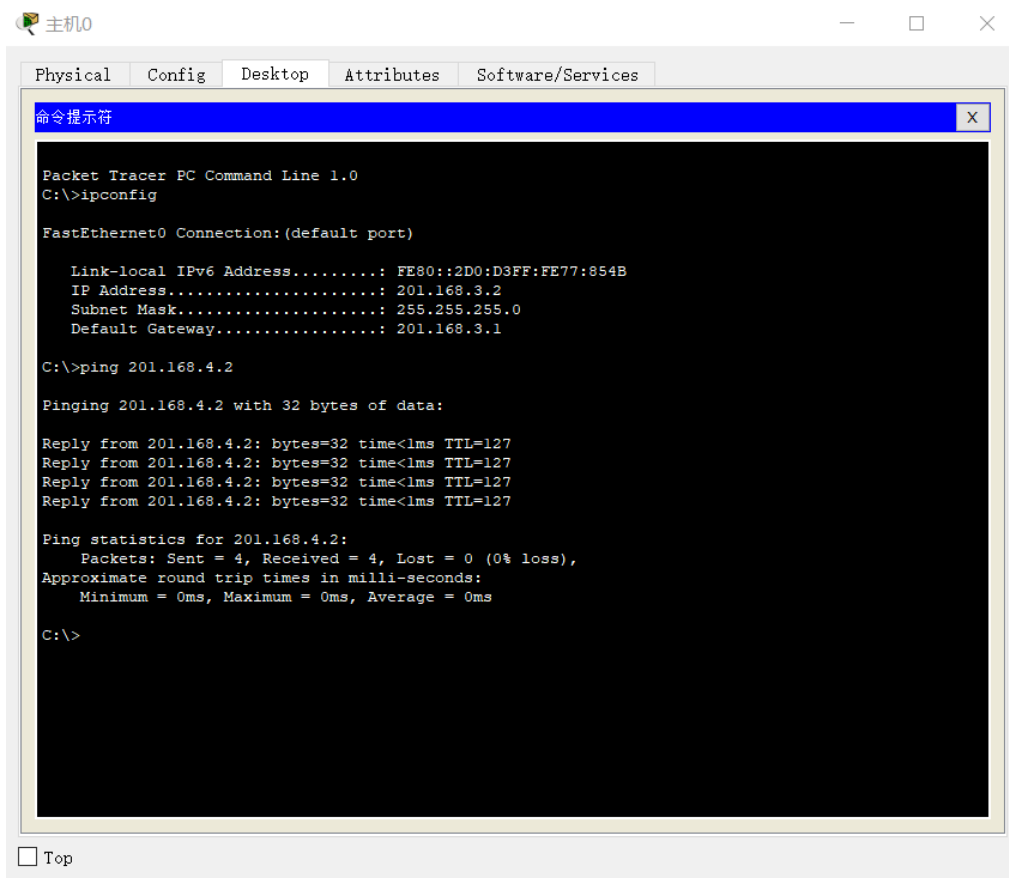 主机0
Physical Config Desktop Attributes Software/Services
命令提示符 X
Packet Tracer PC Command Line 1.0
C:\>ipconfig
FastEthernet0 Connection:(default port)
Link-local IPv6 Address.........: FE80::2D0:D3FF:FE77:854B
IP Address......................: 201.168.3.2
Subnet Mask.....................: 255.255.255.0
Default Gateway.................: 201.168.3.1
C:\>ping 201.168.4.2
Pinging 201.168.4.2 with 32 bytes of data:
Reply from 201.168.4.2: bytes=32 time<1ms TTL=127
Reply from 201.168.4.2: bytes=32 time<1ms TTL=127
Reply from 201.168.4.2: bytes=32 time<1ms TTL=127
Reply from 201.168.4.2: bytes=32 time<1ms TTL=127
Ping statistics for 201.168.4.2:
Packets: Sent = 4, Received = 4, Lost = 0 (0% loss),
Approximate round trip times in milli-seconds:
Minimum = 0ms, Maximum = 0ms, Average = 0ms
C:\>
Top